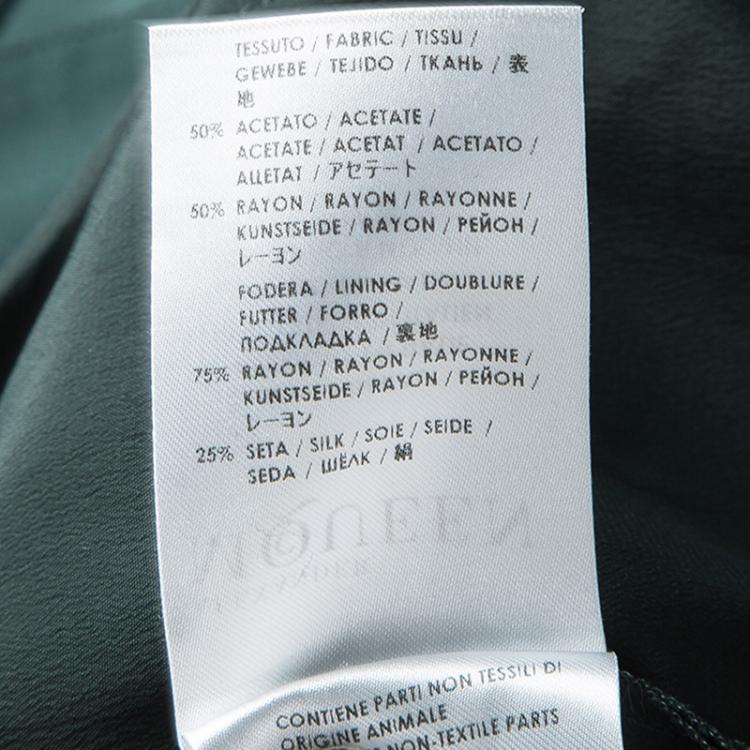 TESSUTO / FABRIC / TISSU /
GEWEBE / TEJIDO / ТКАНЬ / 表
地
50% ACETATO / ACETATE /
ACETATE / ACETAT / ACETATO /
АЦЕТАТ / アセテート
50% RAYON / RAYON / RAYONNE /
KUNSTSEIDE / RAYON / РЕЙОН /
レーヨン
FODERA / LINING / DOUBLURE /
FUTTER / FORRO /
ПОДКЛАДКА / 裏地
75% RAYON / RAYON / RAYONNE /
KUNSTSEIDE / RAYON / РЕЙОН /
レーヨン
25% SETA / SILK / SOIE / SEIDE /
SEDA / ШЁЛК / 絹
McQUEEN
ALEXANDER
CONTIENE PARTI NON TESSILI DI
ORIGINE ANIMALE
NON-TEXTILE PARTS